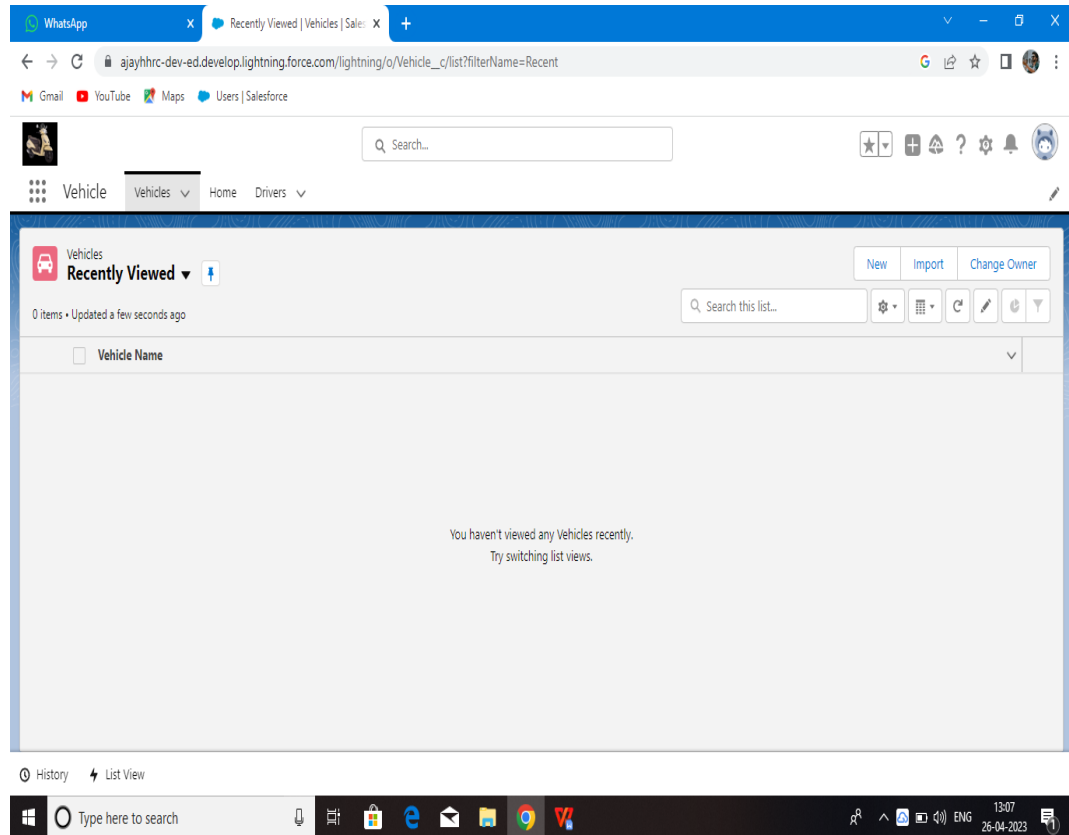 WhatsApp
Recently Viewed | Vehicles | Sales
ajayhhrc-dev-ed.develop.lightning.force.com/lightning/o/Vehicle__c/list?filterName=Recent
Gmail YouTube Maps Users | Salesforce
Search...
Vehicle Vehicles Home Drivers
Vehicles
Recently Viewed
New Import Change Owner
0 items • Updated a few seconds ago
Search this list...
Vehicle Name
You haven't viewed any Vehicles recently.
Try switching list views.
History List View
Type here to search
ENG
13:07
26-04-2023
1